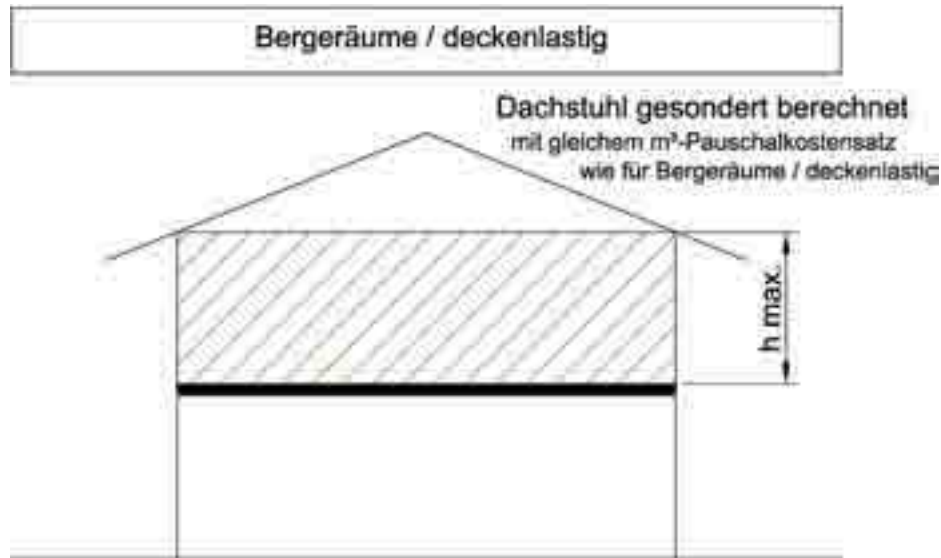 Bergeräume / deckenlastig
Dachstuhl gesondert berechnet
mit gleichem m³-Pauschalkostensatz
wie für Bergeräume / deckenlastig
h max.